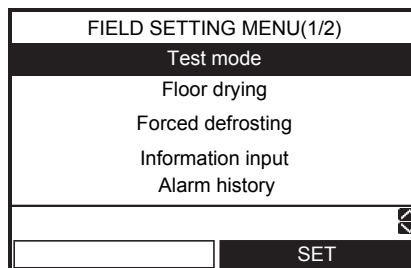 FIELD SETTING MENU(1/2)
Test mode
Floor drying
Forced defrosting
Information input
Alarm history
SET